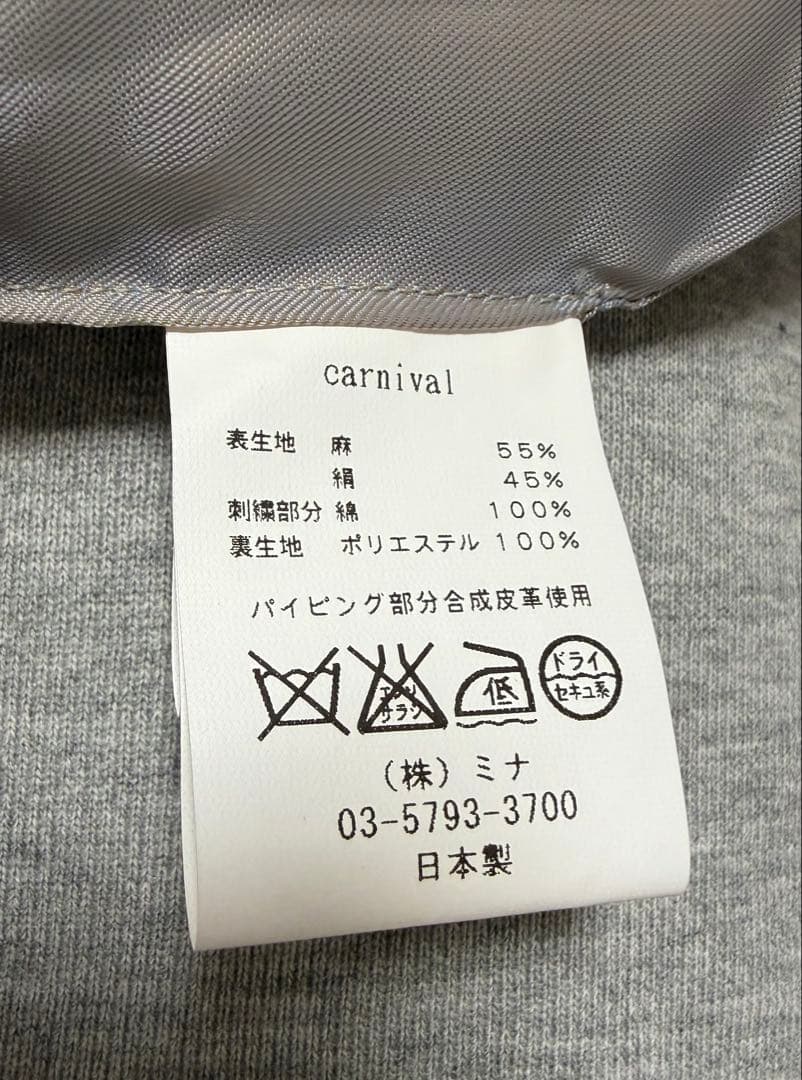 carnival
表生地 麻 55%
絹 45%
刺繍部分 綿 100%
裏生地 ポリエステル 100%
パイピング部分合成皮革使用
エンソ サラシ 低 ドライ セキユ系
(株) ミナ
03-5793-3700
日本製